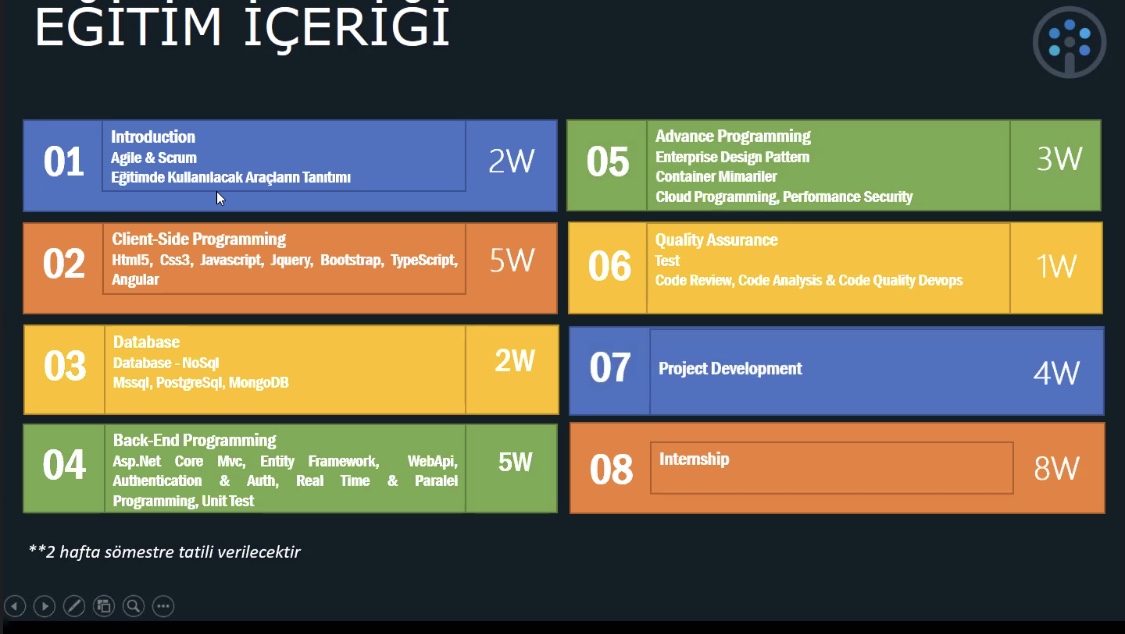 EĞİTİM İÇERİĞİ
01
Introduction
Agile & Scrum
Eğitimde Kullanılacak Araçların Tanıtımı
2W
02
Client-Side Programming
Html5, Css3, Javascript, Jquery, Bootstrap, TypeScript,
Angular
5W
03
Database
Database - NoSql
Mssql, PostgreSql, MongoDB
2W
04
Back-End Programming
Asp.Net Core Mvc, Entity Framework, WebApi,
Authentication & Auth, Real Time & Paralel
Programming, Unit Test
5W
05
Advance Programming
Enterprise Design Pattern
Container Mimariler
Cloud Programming, Performance Security
3W
06
Quality Assurance
Test
Code Review, Code Analysis & Code Quality Devops
1W
07
Project Development
4W
08
Internship
8W
**2 hafta sömestre tatili verilecektir